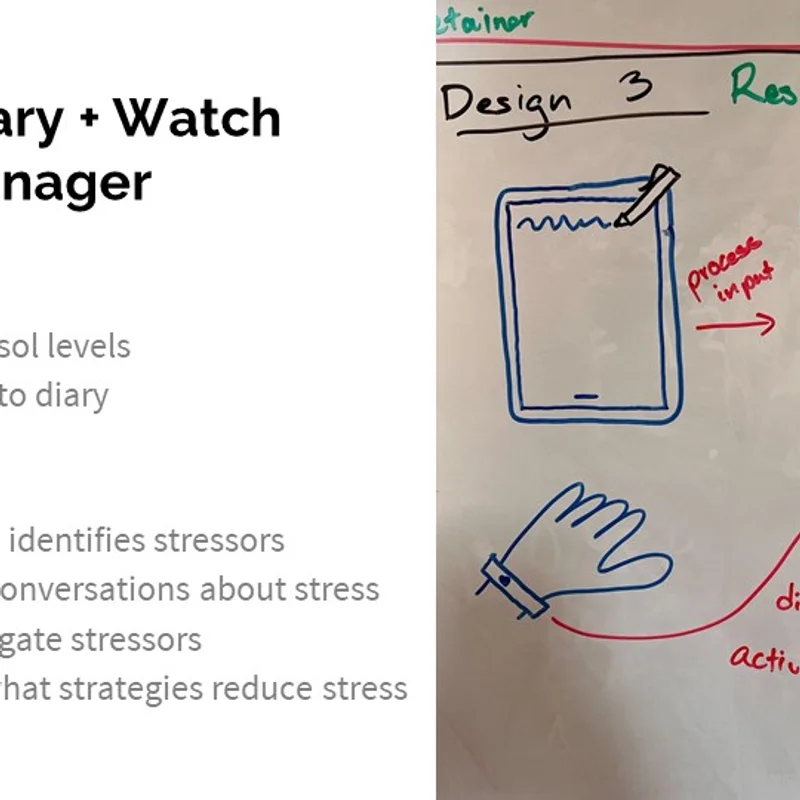 ary + Watch
nager
sol levels
to diary
identifies stressors
onversations about stress
gate stressors
hat strategies reduce stress
etainer
Design 3
Res
process
input
di
activ